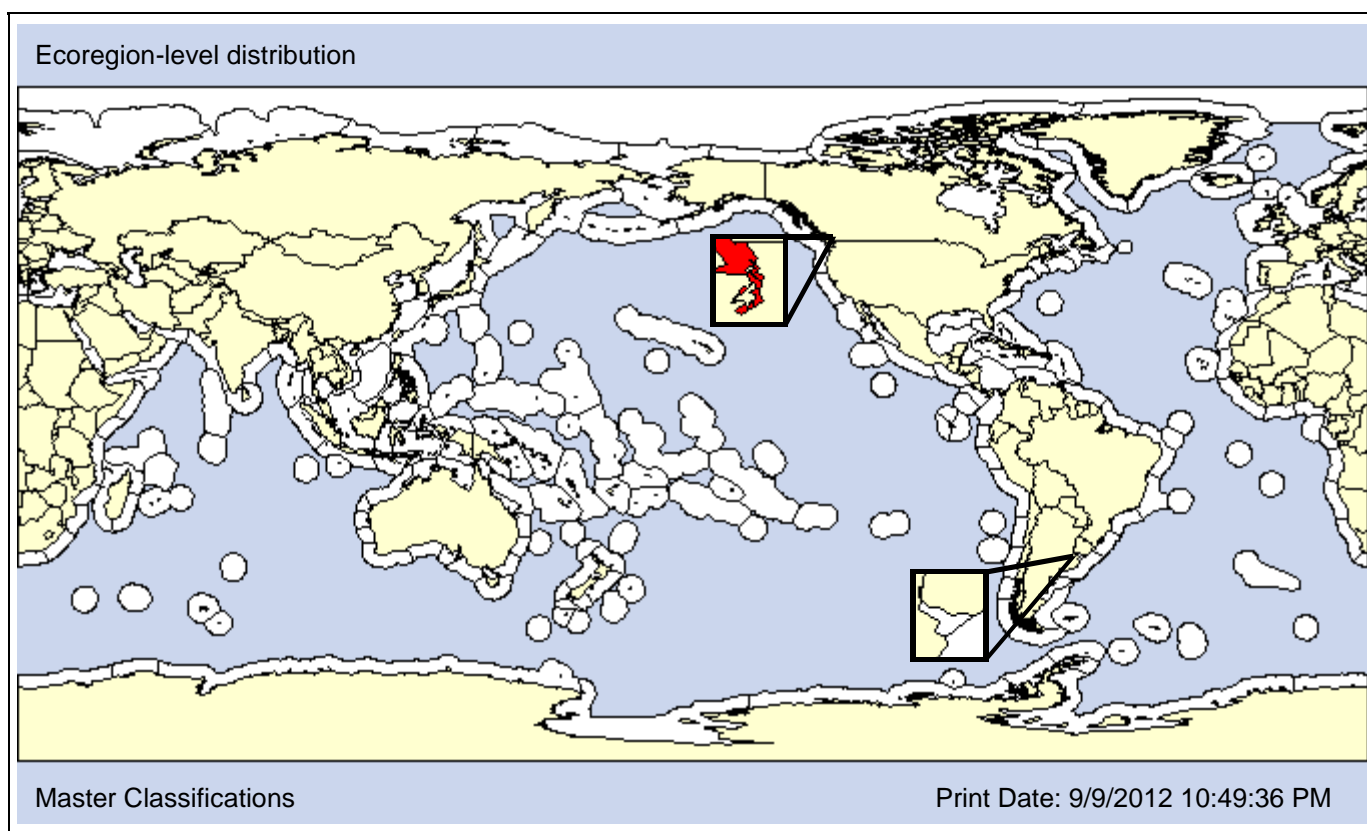 Ecoregion-level distribution
Master Classifications
Print Date: 9/9/2012 10:49:36 PM